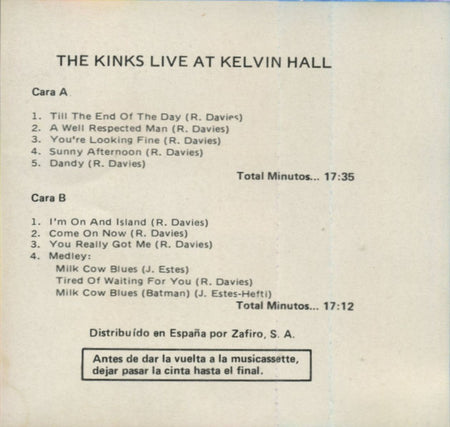 THE KINKS LIVE AT KELVIN HALL
Cara A
1. Till The End Of The Day (R. Davies)
2. A Well Respected Man (R. Davies)
3. You're Looking Fine (R. Davies)
4. Sunny Afternoon (R. Davies)
5. Dandy (R. Davies)
Total Minutos... 17:35
Cara B
1. I'm On And Island (R. Davies)
2. Come On Now (R. Davies)
3. You Really Got Me (R. Davies)
4. Medley:
Milk Cow Blues (J. Estes)
Tired Of Waiting For You (R. Davies)
Milk Cow Blues (Batman) (J. Estes-Hefti)
Total Minutos... 17:12
Distribuído en España por Zafiro, S. A.
Antes de dar la vuelta a la musicassette,
dejar pasar la cinta hasta el final.